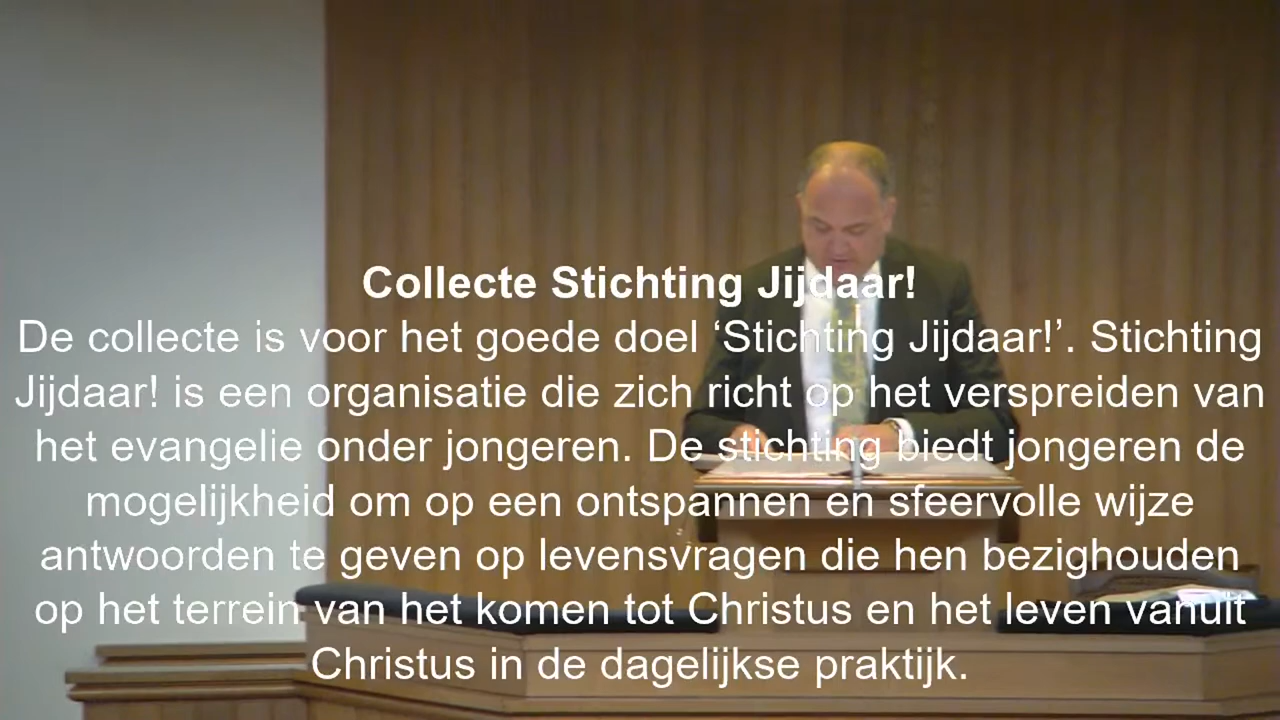 Collecte Stichting Jijdaar!
De collecte is voor het goede doel ‘Stichting Jijdaar!’. Stichting
Jijdaar! is een organisatie die zich richt op het verspreiden van
het evangelie onder jongeren. De stichting biedt jongeren de
mogelijkheid om op een ontspannen en sfeervolle wijze
antwoorden te geven op levensvragen die hen bezighouden
op het terrein van het komen tot Christus en het leven vanuit
Christus in de dagelijkse praktijk.